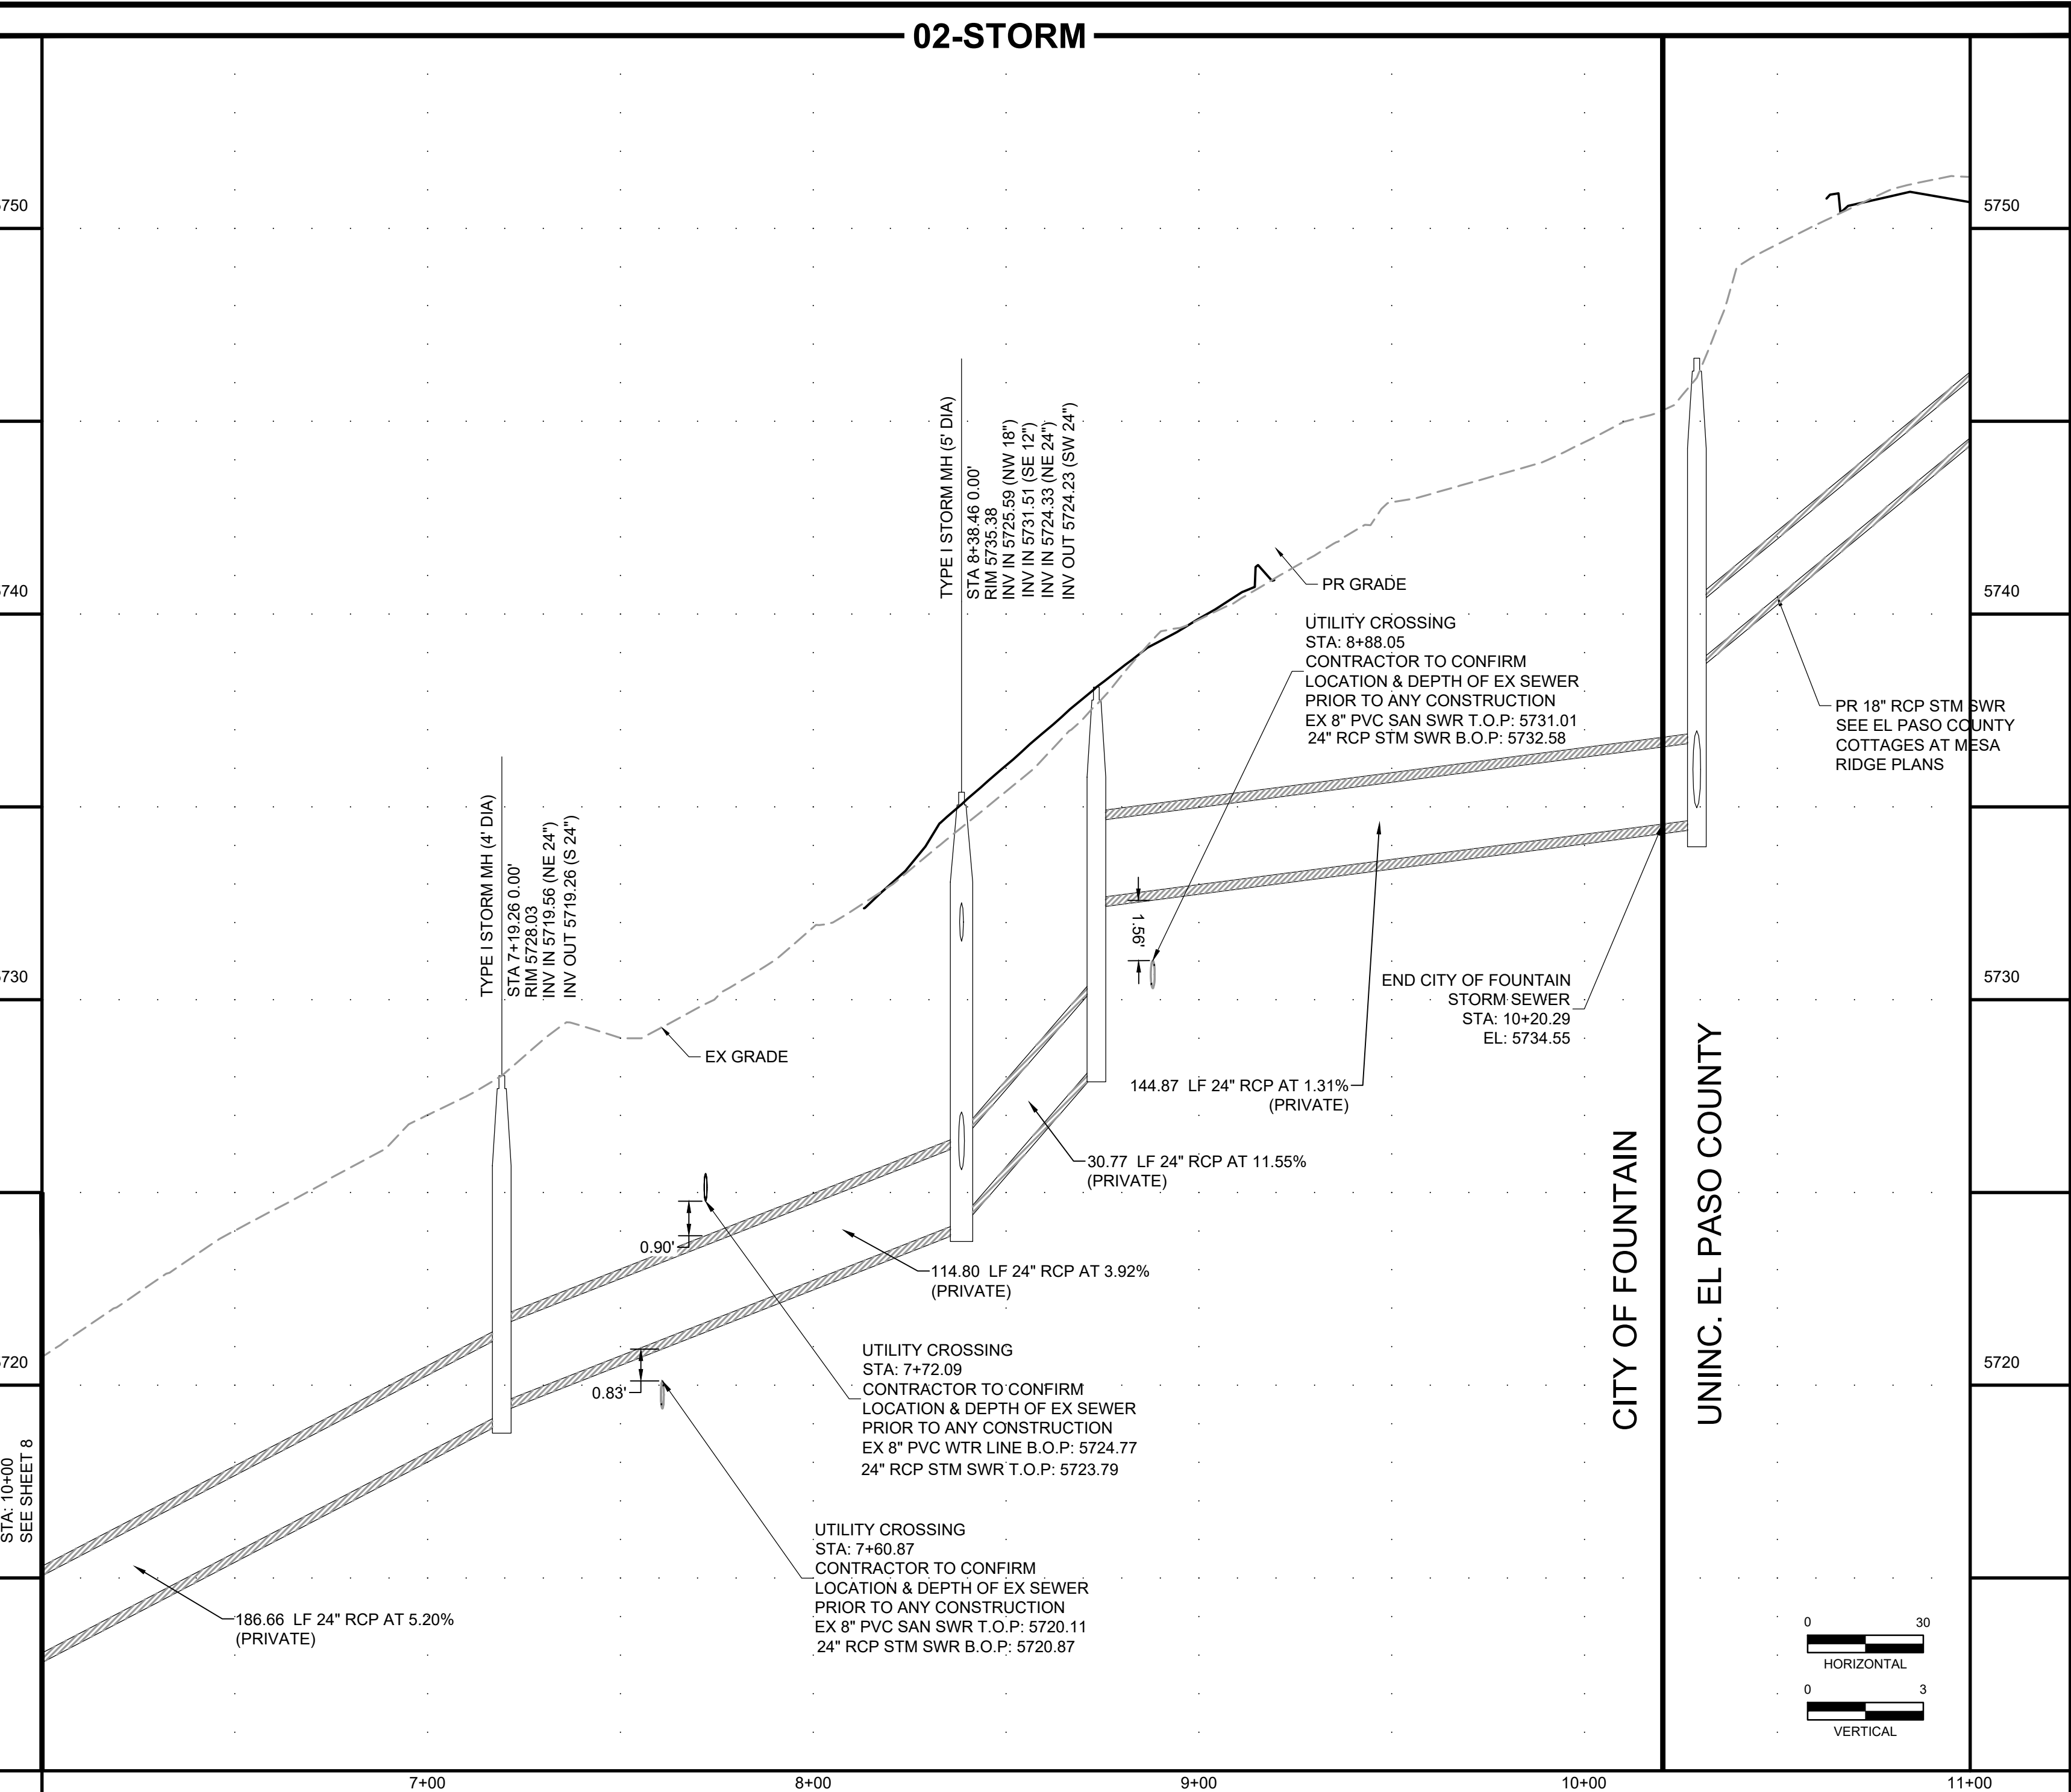 02-STORM
750
5750
740
5740
730
5730
720
5720
TYPE I STORM MH (5' DIA)
STA 8+38.46 0.00'
RIM 5735.38
INV IN 5725.59 (NW 18")
INV IN 5731.51 (SE 12")
INV IN 5724.33 (NE 24")
INV OUT 5724.23 (SW 24")
PR GRADE
UTILITY CROSSING
STA: 8+88.05
CONTRACTOR TO CONFIRM
LOCATION & DEPTH OF EX SEWER
PRIOR TO ANY CONSTRUCTION
EX 8" PVC SAN SWR T.O.P: 5731.01
24" RCP STM SWR B.O.P: 5732.58
PR 18" RCP STM SWR
SEE EL PASO COUNTY
COTTAGES AT MESA
RIDGE PLANS
TYPE I STORM MH (4' DIA)
STA 7+19.26 0.00'
RIM 5728.03
INV IN 5719.56 (NE 24")
INV OUT 5719.26 (S 24")
1.56'
END CITY OF FOUNTAIN
STORM SEWER
STA: 10+20.29
EL: 5734.55
EX GRADE
144.87 LF 24" RCP AT 1.31%
(PRIVATE)
30.77 LF 24" RCP AT 11.55%
(PRIVATE)
CITY OF FOUNTAIN
UNINC. EL PASO COUNTY
0.90'
114.80 LF 24" RCP AT 3.92%
(PRIVATE)
UTILITY CROSSING
STA: 7+72.09
CONTRACTOR TO CONFIRM
LOCATION & DEPTH OF EX SEWER
PRIOR TO ANY CONSTRUCTION
EX 8" PVC WTR LINE B.O.P: 5724.77
24" RCP STM SWR T.O.P: 5723.79
0.83'
STA: 10+00
SEE SHEET 8
UTILITY CROSSING
STA: 7+60.87
CONTRACTOR TO CONFIRM
LOCATION & DEPTH OF EX SEWER
PRIOR TO ANY CONSTRUCTION
EX 8" PVC SAN SWR T.O.P: 5720.11
24" RCP STM SWR B.O.P: 5720.87
186.66 LF 24" RCP AT 5.20%
(PRIVATE)
0 30
HORIZONTAL
0 3
VERTICAL
7+00 8+00 9+00 10+00 11+00